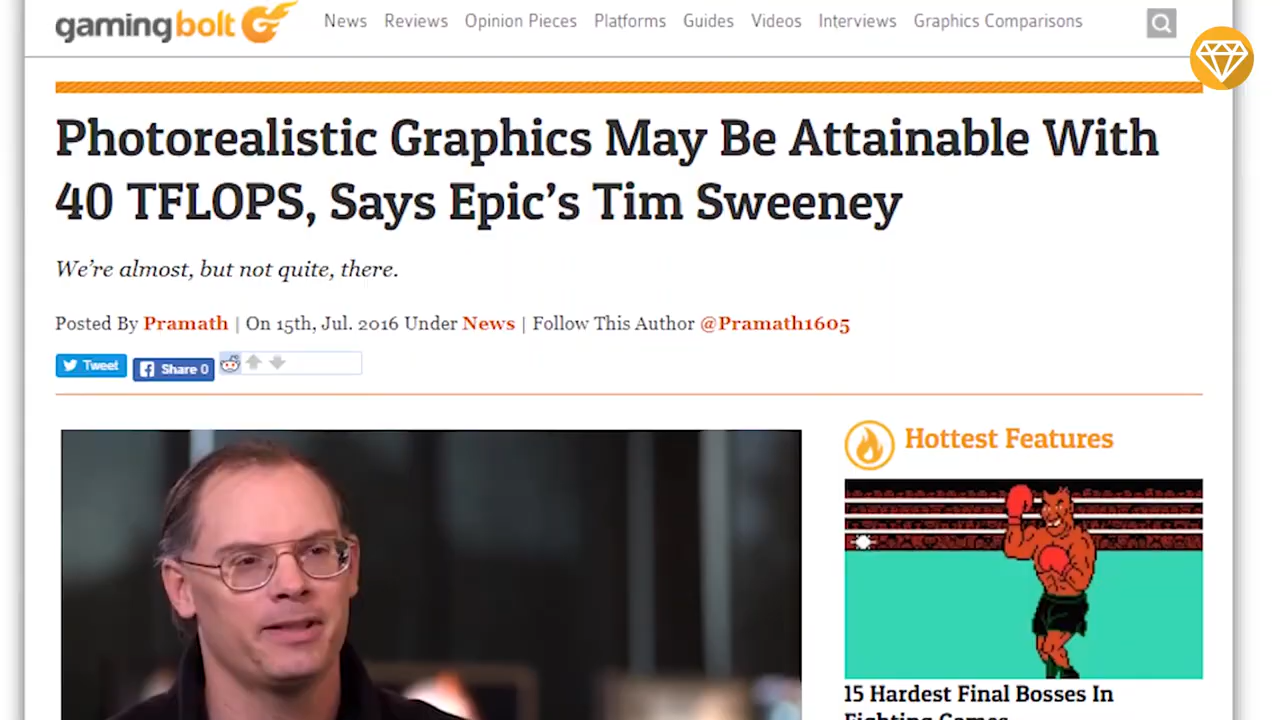 gamingbolt
News Reviews Opinion Pieces Platforms Guides Videos Interviews Graphics Comparisons
Photorealistic Graphics May Be Attainable With
40 TFLOPS, Says Epic's Tim Sweeney
We're almost, but not quite, there.
Posted By Pramath | On 15th, Jul. 2016 Under News | Follow This Author @Pramath1605
Tweet Share 0
Hottest Features
15 Hardest Final Bosses In
Fighting Games